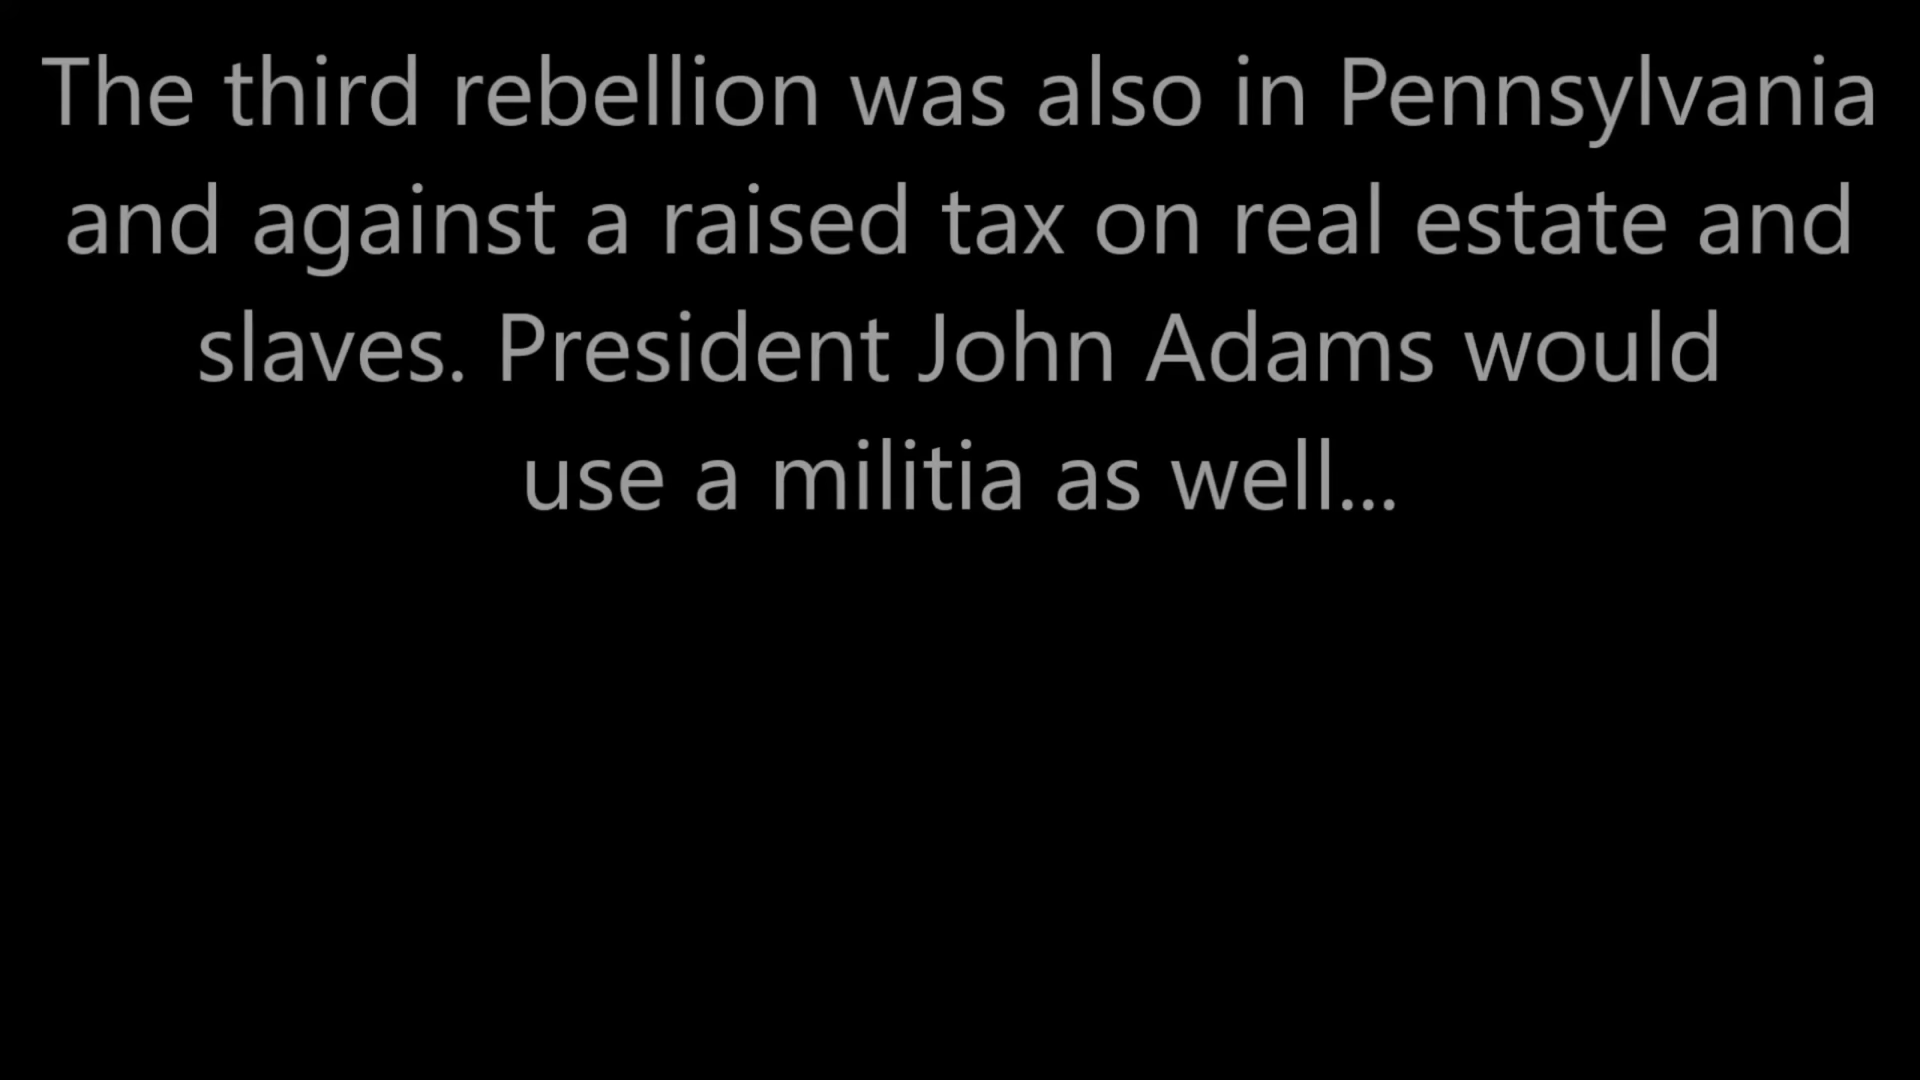 The third rebellion was also in Pennsylvania
and against a raised tax on real estate and
slaves. President John Adams would
use a militia as well...